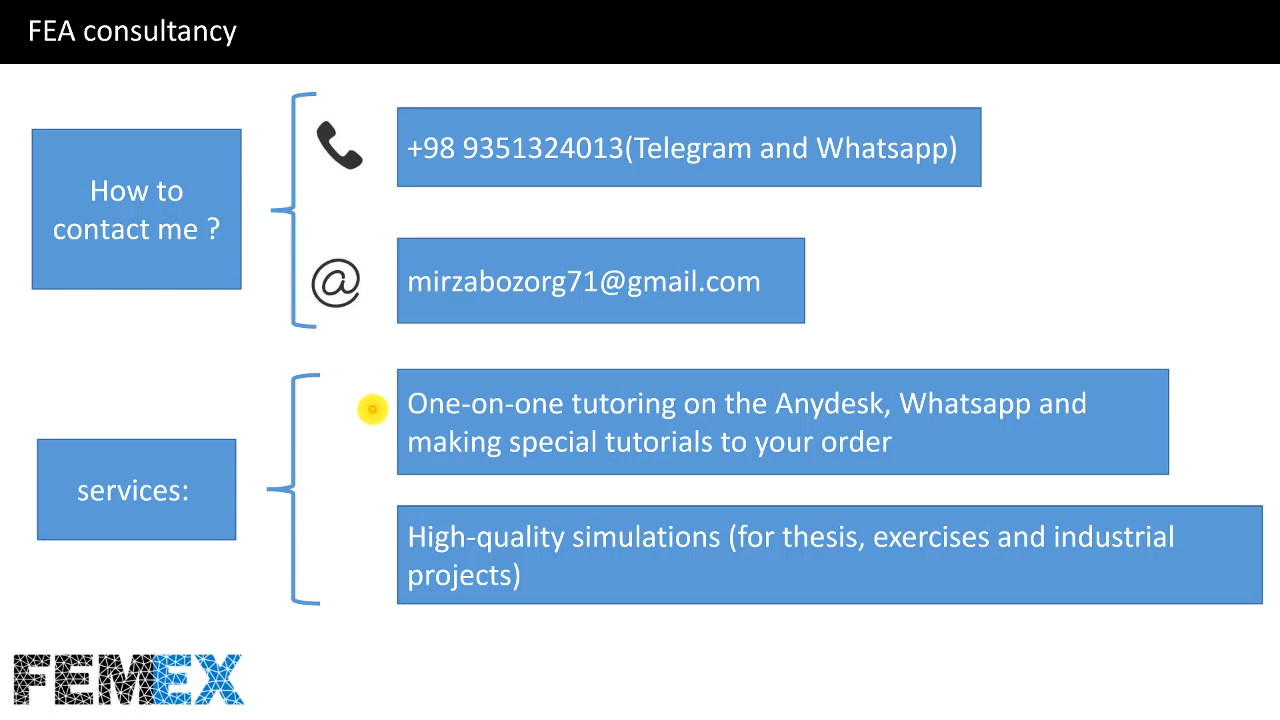 FEA consultancy
How to
contact me ?
+98 9351324013(Telegram and Whatsapp)
@
mirzabozorg71@gmail.com
services:
One-on-one tutoring on the Anydesk, Whatsapp and
making special tutorials to your order
High-quality simulations (for thesis, exercises and industrial
projects)
FEMEX